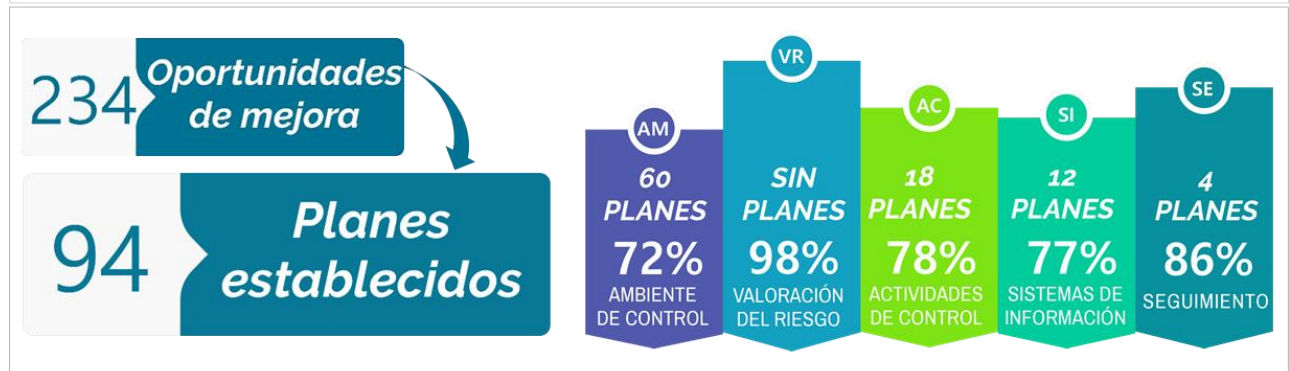 234
Oportunidades
de mejora
94
Planes
establecidos
AM
60
PLANES
72%
AMBIENTE
DE CONTROL
VR
SIN
PLANES
98%
VALORACIÓN
DEL RIESGO
AC
18
PLANES
78%
ACTIVIDADES
DE CONTROL
SI
12
PLANES
77%
SISTEMAS DE
INFORMACIÓN
SE
4
PLANES
86%
SEGUIMIENTO